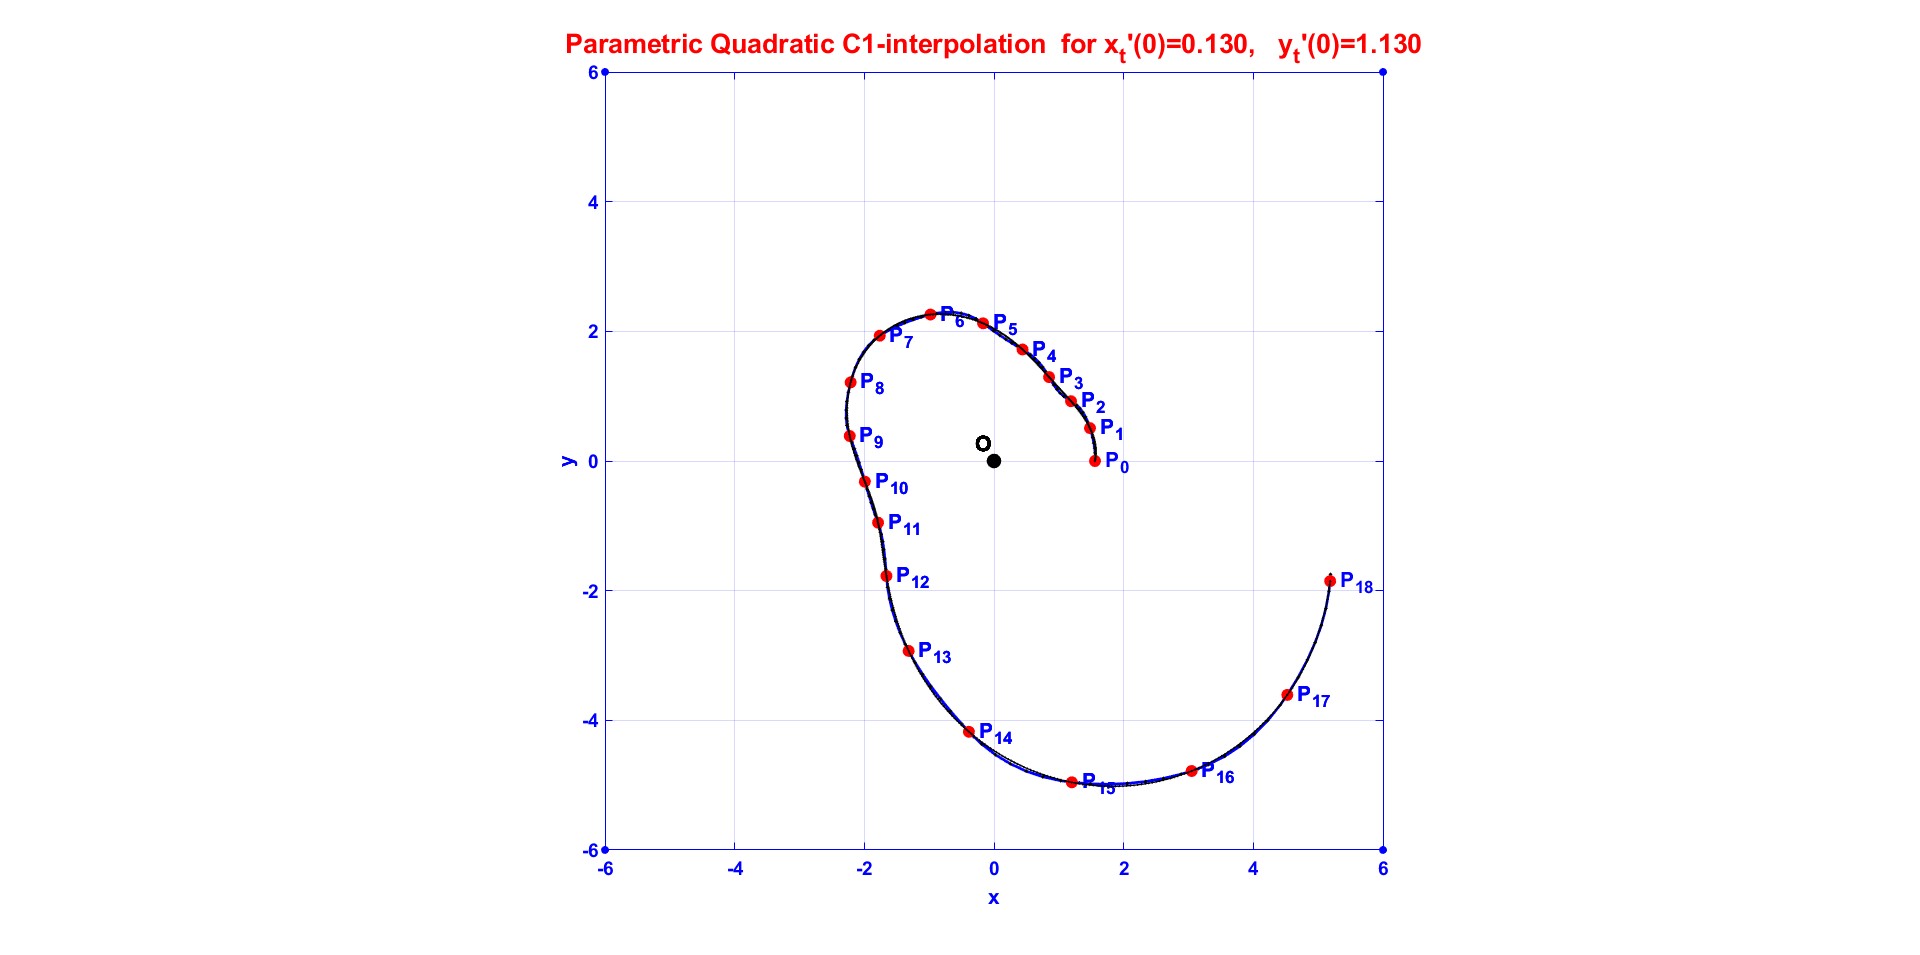 Parametric Quadratic C1-interpolation for xₜ'(0)=0.130, yₜ'(0)=1.130
6
4
2
0
-2
-4
-6
y
P₆
P₅
P₇
P₄
P₃
P₈
P₂
P₁
P₉
O
P₀
P₁₀
P₁₁
P₁₂
P₁₈
P₁₃
P₁₇
P₁₄
P₁₆
P₁₅
-6 -4 -2 0 2 4 6
x